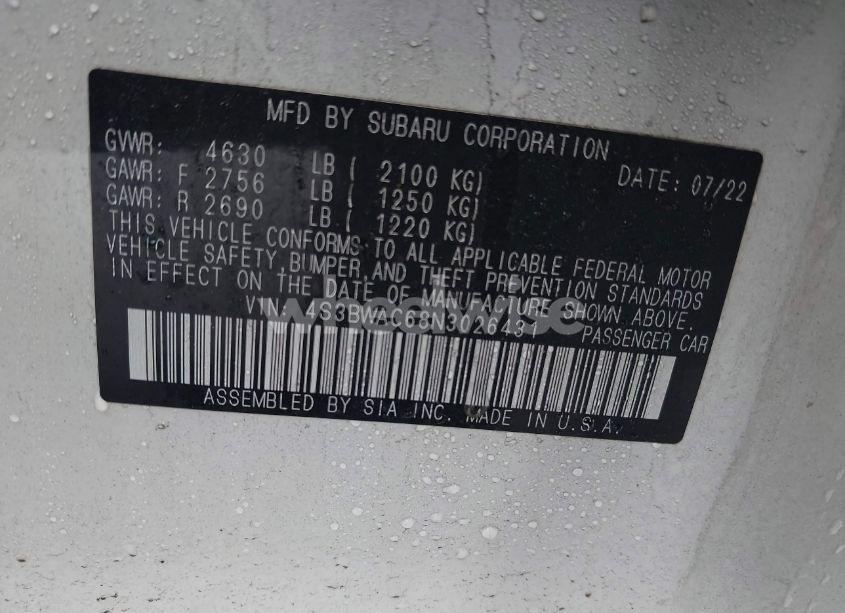 MFD BY SUBARU CORPORATION
DATE: 07/22
GVWR: 4630 LB ( 2100 KG)
GAWR: F 2756 LB ( 1250 KG)
GAWR: R 2690 LB ( 1220 KG)
THIS VEHICLE CONFORMS TO ALL APPLICABLE FEDERAL MOTOR
VEHICLE SAFETY, BUMPER, AND THEFT PREVENTION STANDARDS
IN EFFECT ON THE DATE OF MANUFACTURE SHOWN ABOVE.
VIN
PASSENGER CAR
ASSEMBLED BY SIA INC. MADE IN U.S.A.